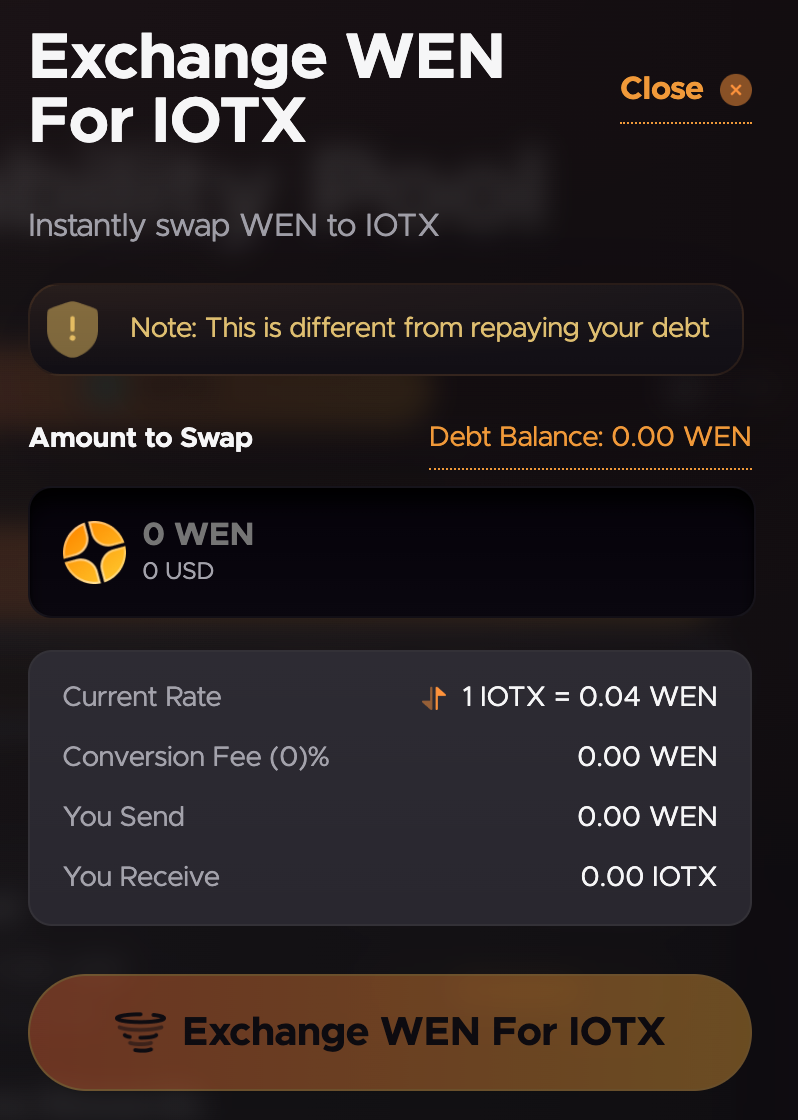 Exchange WEN
For IOTX
Close
Instantly swap WEN to IOTX
Note: This is different from repaying your debt
Amount to Swap
Debt Balance: 0.00 WEN
0 WEN
0 USD
Current Rate
1 IOTX = 0.04 WEN
Conversion Fee (0)%
0.00 WEN
You Send
0.00 WEN
You Receive
0.00 IOTX
Exchange WEN For IOTX